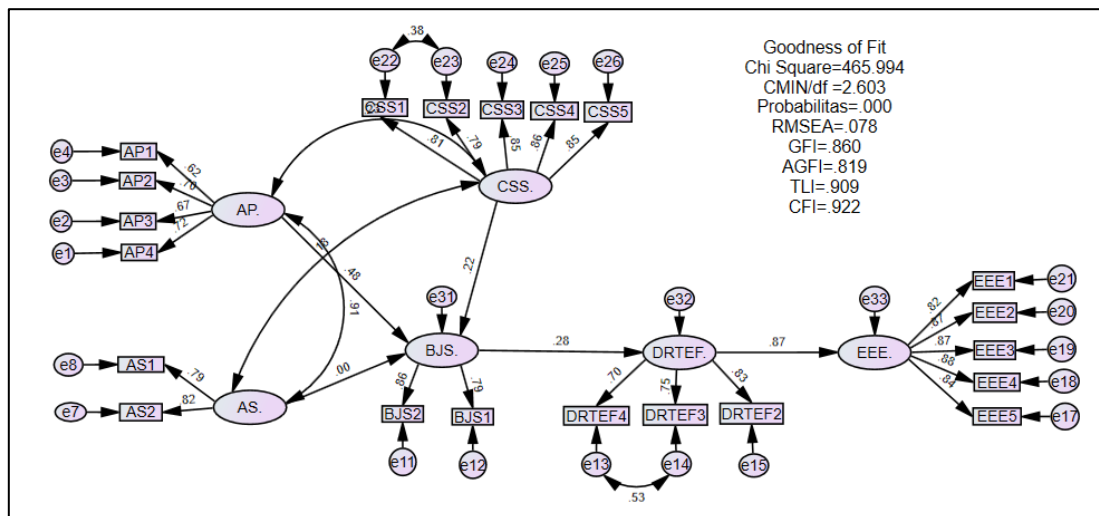 Goodness of Fit
Chi Square=465.994
CMIN/df =2.603
Probabilitas=.000
RMSEA=.078
GFI=.860
AGFI=.819
TLI=.909
CFI=.922
.38
e22
e23
e24
e25
e26
CSS1
CSS2
CSS3
CSS4
CSS5
.81
.79
.85
.86
.85
CSS.
e4
AP1
.62
e3
AP2
.70
e2
AP3
.67
e1
AP4
.72
AP.
.48
.91
.22
e8
AS1
.79
e7
AS2
.82
AS.
.00
e31
BJS.
.86
.79
BJS2
BJS1
e11
e12
.28
e32
DRTEF.
.70
.75
.83
DRTEF4
DRTEF3
DRTEF2
e13
e14
e15
.53
.87
e33
EEE.
.82
EEE1
e21
.87
EEE2
e20
.87
EEE3
e19
.88
EEE4
e18
.84
EEE5
e17